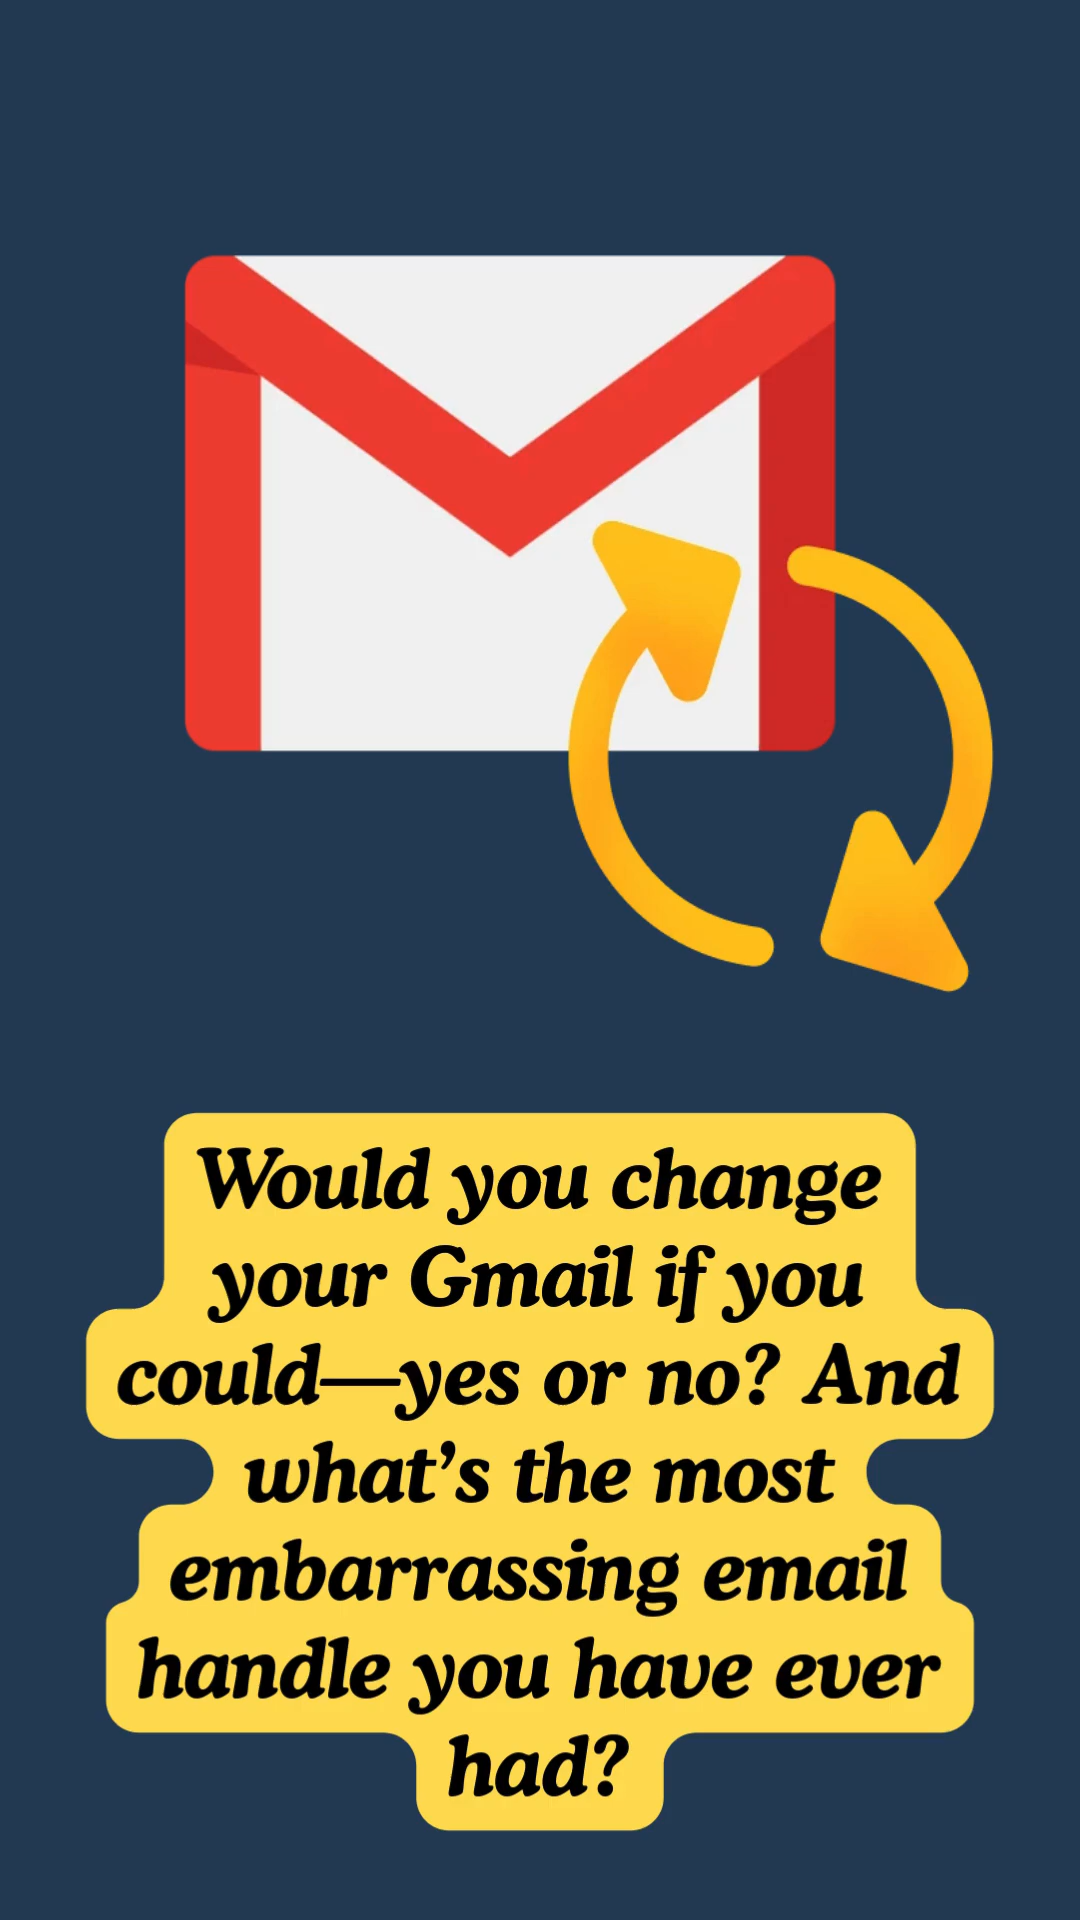 Would you change
your Gmail if you
could—yes or no? And
what’s the most
embarrassing email
handle you have ever
had?